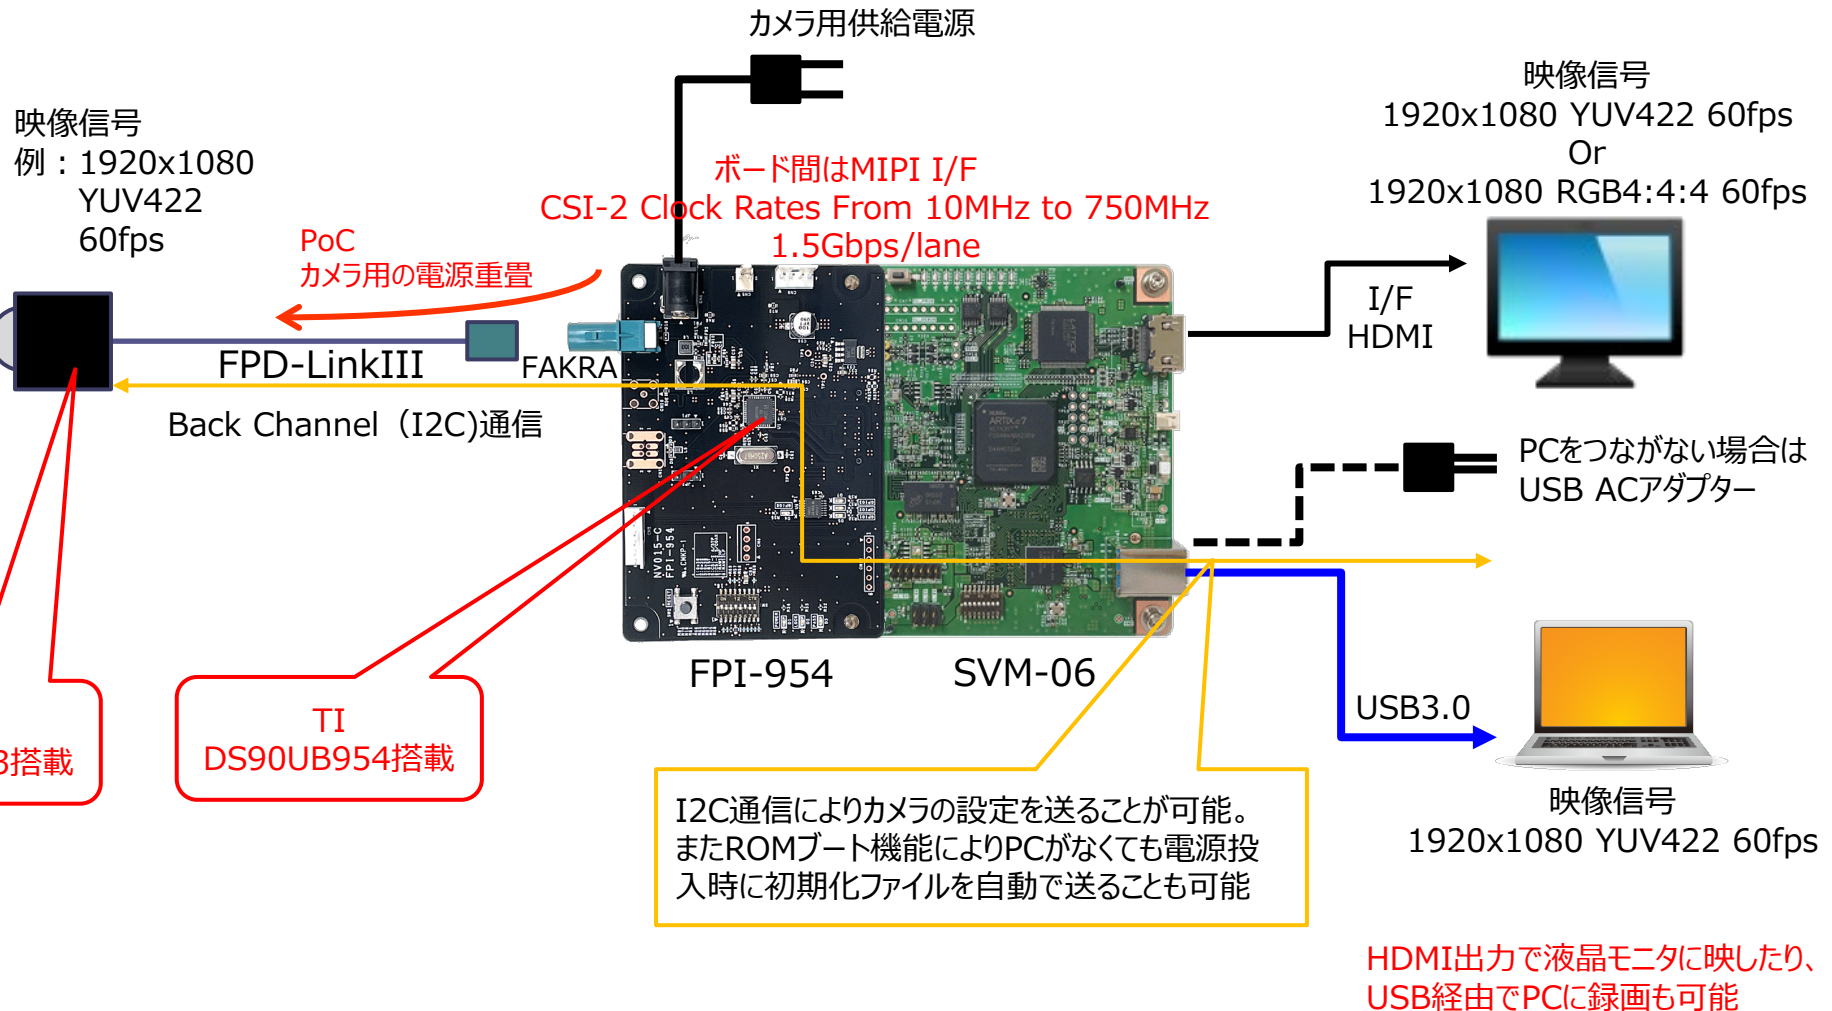 カメラ用供給電源
映像信号
例：1920x1080
YUV422
60fps
PoC
カメラ用の電源重畳
ボード間はMIPI I/F
CSI-2 Clock Rates From 10MHz to 750MHz
1.5Gbps/lane
映像信号
1920x1080 YUV422 60fps
Or
1920x1080 RGB4:4:4 60fps
I/F
HDMI
FPD-LinkIII
FAKRA
Back Channel（I2C)通信
ARTIX-7
NV015-C
FPI-954
PCをつながない場合は
USB ACアダプター
FPI-954
SVM-06
USB3.0
3搭載
TI
DS90UB954搭載
I2C通信によりカメラの設定を送ることが可能。
またROMブート機能によりPCがなくても電源投
入時に初期化ファイルを自動で送ることも可能
映像信号
1920x1080 YUV422 60fps
HDMI出力で液晶モニタに映したり、
USB経由でPCに録画も可能